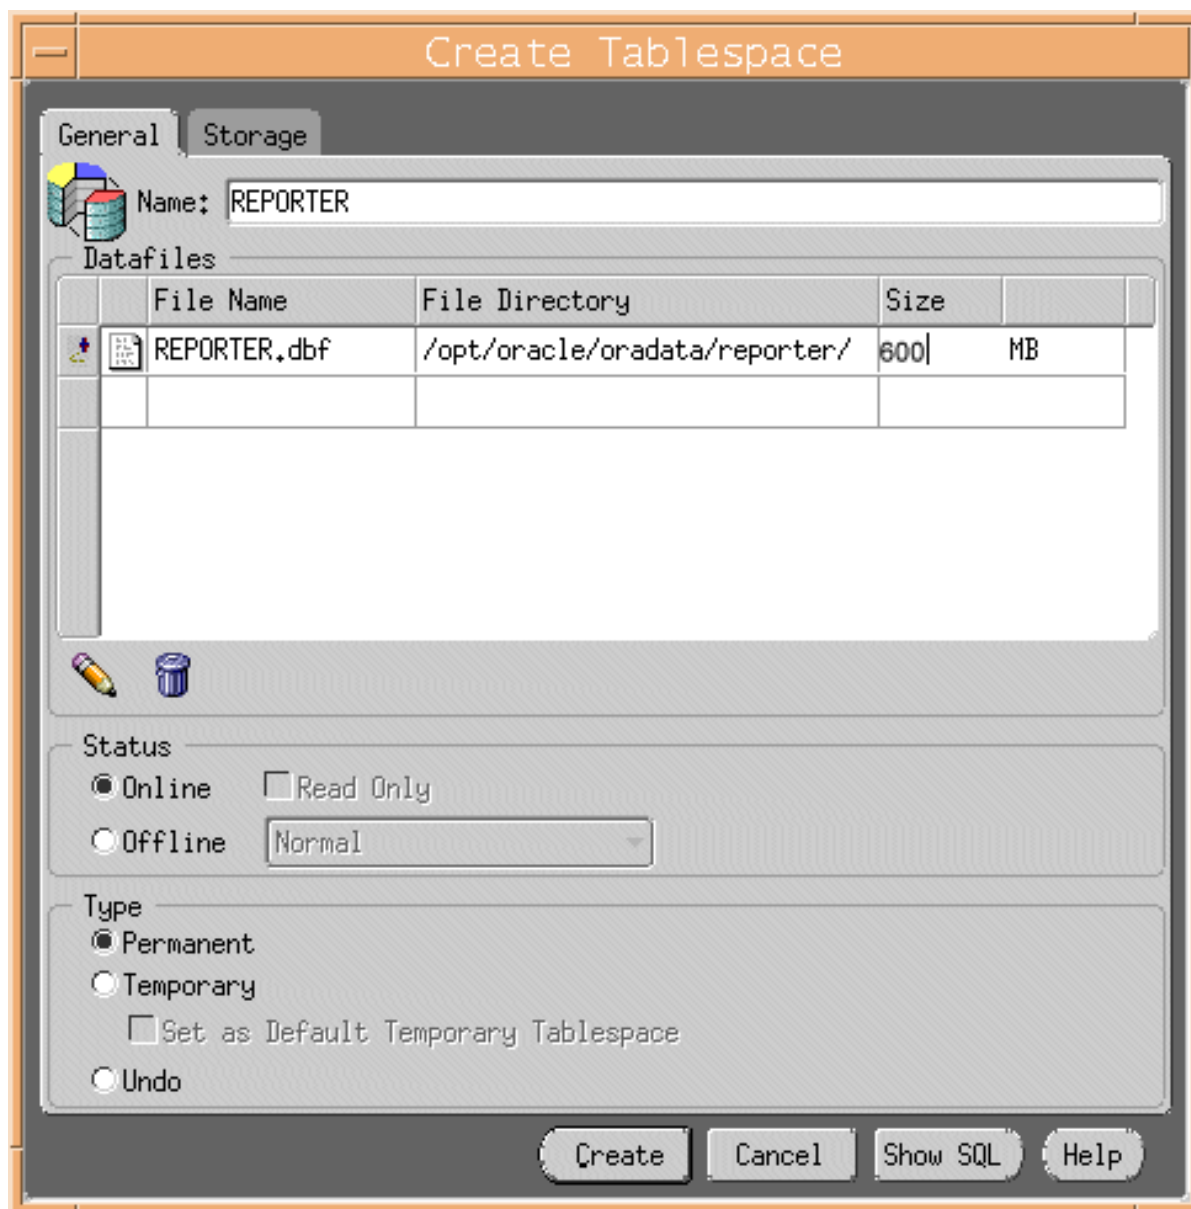 Create Tablespace
General Storage
Name: REPORTER
Datafiles
File Name File Directory Size
REPORTER.dbf /opt/oracle/oradata/reporter/ 600 MB
Status
Online Read Only
Offline Normal
Type
Permanent
Temporary
Set as Default Temporary Tablespace
Undo
Create Cancel Show SQL Help